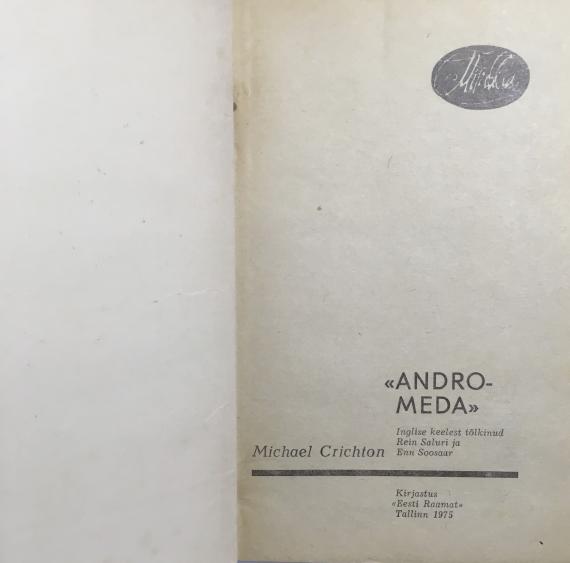 «ANDRO-
MEDA»
Inglise keelest tõlkinud
Rein Saluri ja
Enn Soosaar
Michael Crichton
Kirjastus
«Eesti Raamat»
Tallinn 1975